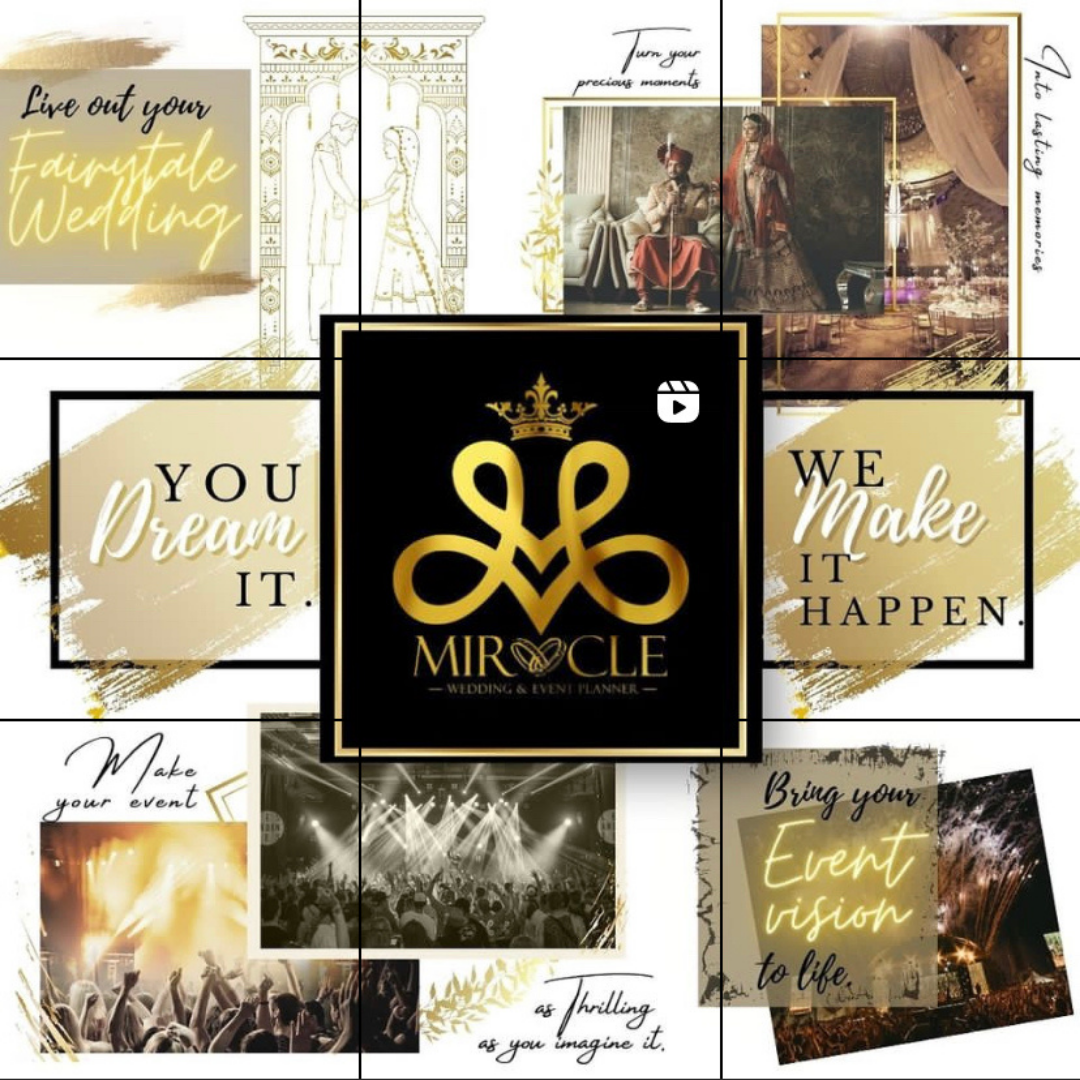 Live out your
Fairytale
Wedding
Turn your
precious moments
Into lasting memories
YOU
Dream
IT.
MIRACLE
WEDDING & EVENT PLANNER
WE
Make
IT
HAPPEN.
Make
your event
as Thrilling
as you imagine it.
Bring your
Event
vision
to life.